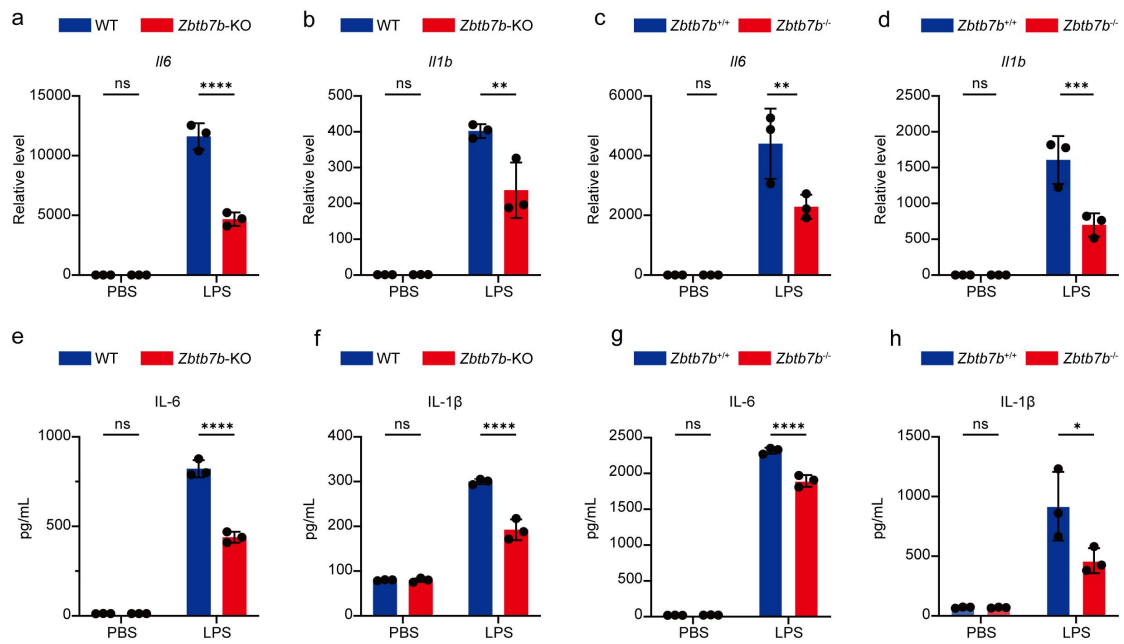 a
WT Zbtb7b-KO
Il6
ns ****
Relative level
15000
10000
5000
0
PBS LPS
b
WT Zbtb7b-KO
Il1b
ns **
Relative level
500
400
300
200
100
0
PBS LPS
c
Zbtb7b+/+ Zbtb7b-/-
Il6
ns **
Relative level
6000
4000
2000
0
PBS LPS
d
Zbtb7b+/+ Zbtb7b-/-
Il1b
ns ***
Relative level
2500
2000
1500
1000
500
0
PBS LPS
e
WT Zbtb7b-KO
IL-6
ns ****
pg/mL
1000
500
0
PBS LPS
f
WT Zbtb7b-KO
IL-1β
ns ****
pg/mL
400
300
200
100
0
PBS LPS
g
Zbtb7b+/+ Zbtb7b-/-
IL-6
ns ****
pg/mL
2500
2000
1500
1000
500
0
PBS LPS
h
Zbtb7b+/+ Zbtb7b-/-
IL-1β
ns *
pg/mL
1500
1000
500
0
PBS LPS